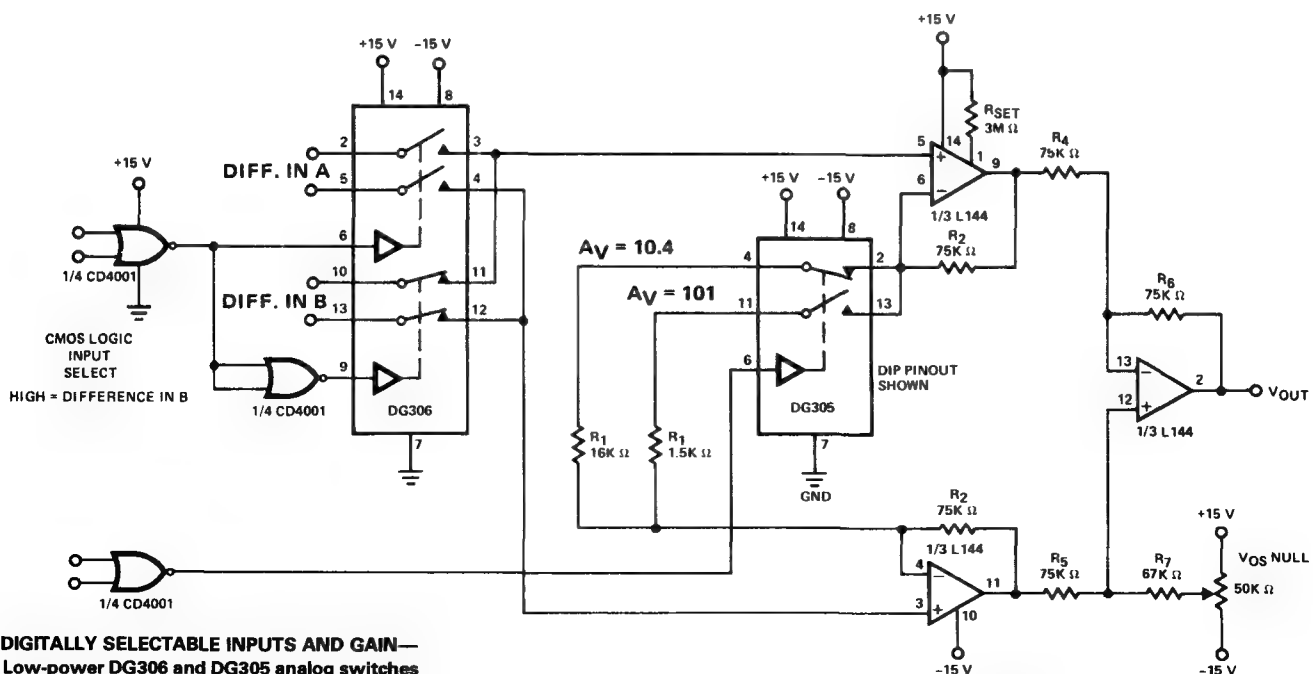 +15 V
+15 V
-15 V
14
8
2
3
DIFF. IN A
5
4
+15 V
6
1/4 CD4001
10
11
DIFF. IN B
13
12
CMOS LOGIC
INPUT
SELECT
HIGH = DIFFERENCE IN B
9
1/4 CD4001
DG306
7
+15 V
RSET
3M Ω
14
1
5
+
9
6
−
1/3 L144
R4
75K Ω
R2
75K Ω
+15 V
-15 V
14
8
AV = 10.4
4
2
AV = 101
11
13
6
DIP PINOUT
SHOWN
DG305
7
GND
R1
16K Ω
R1
1.5K Ω
R6
75K Ω
13
−
2
12
+
VOUT
1/3 L144
R2
75K Ω
1/3 L144
4
−
11
3
+
10
-15 V
R5
75K Ω
R7
67K Ω
+15 V
VOS NULL
50K Ω
-15 V
1/4 CD4001
DIGITALLY SELECTABLE INPUTS AND GAIN—
Low-power DG306 and DG305 analog switches